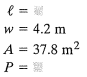 ℓ =
w = 4.2 m
A = 37.8 m²
P =